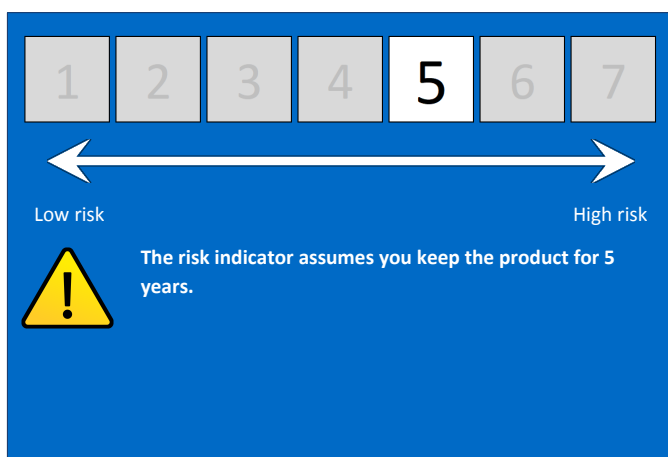 1 2 3 4 5 6 7
Low risk High risk
!
The risk indicator assumes you keep the product for 5
years.